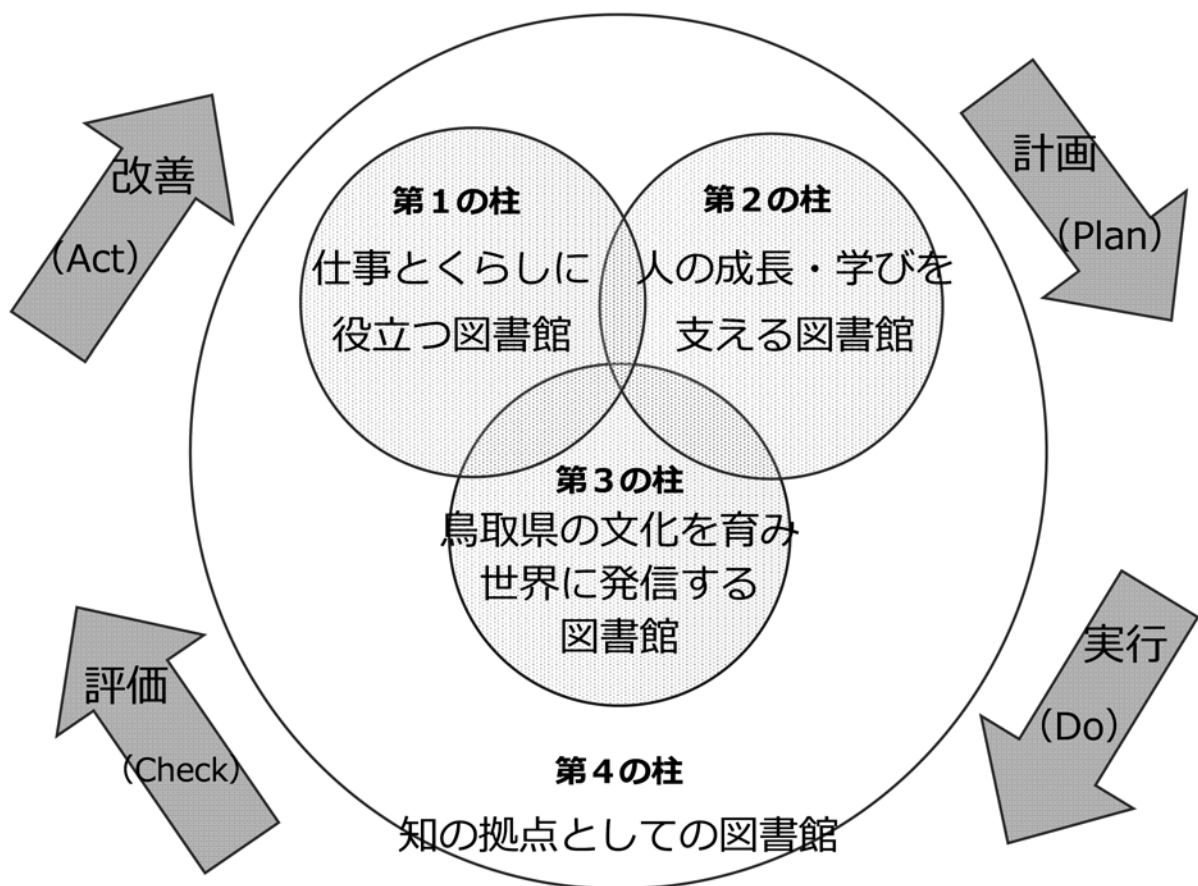 改善
（Act）
計画
（Plan）
第１の柱
仕事とくらしに
役立つ図書館
第２の柱
人の成長・学びを
支える図書館
第３の柱
鳥取県の文化を育み
世界に発信する
図書館
評価
（Check）
実行
（Do）
第４の柱
知の拠点としての図書館